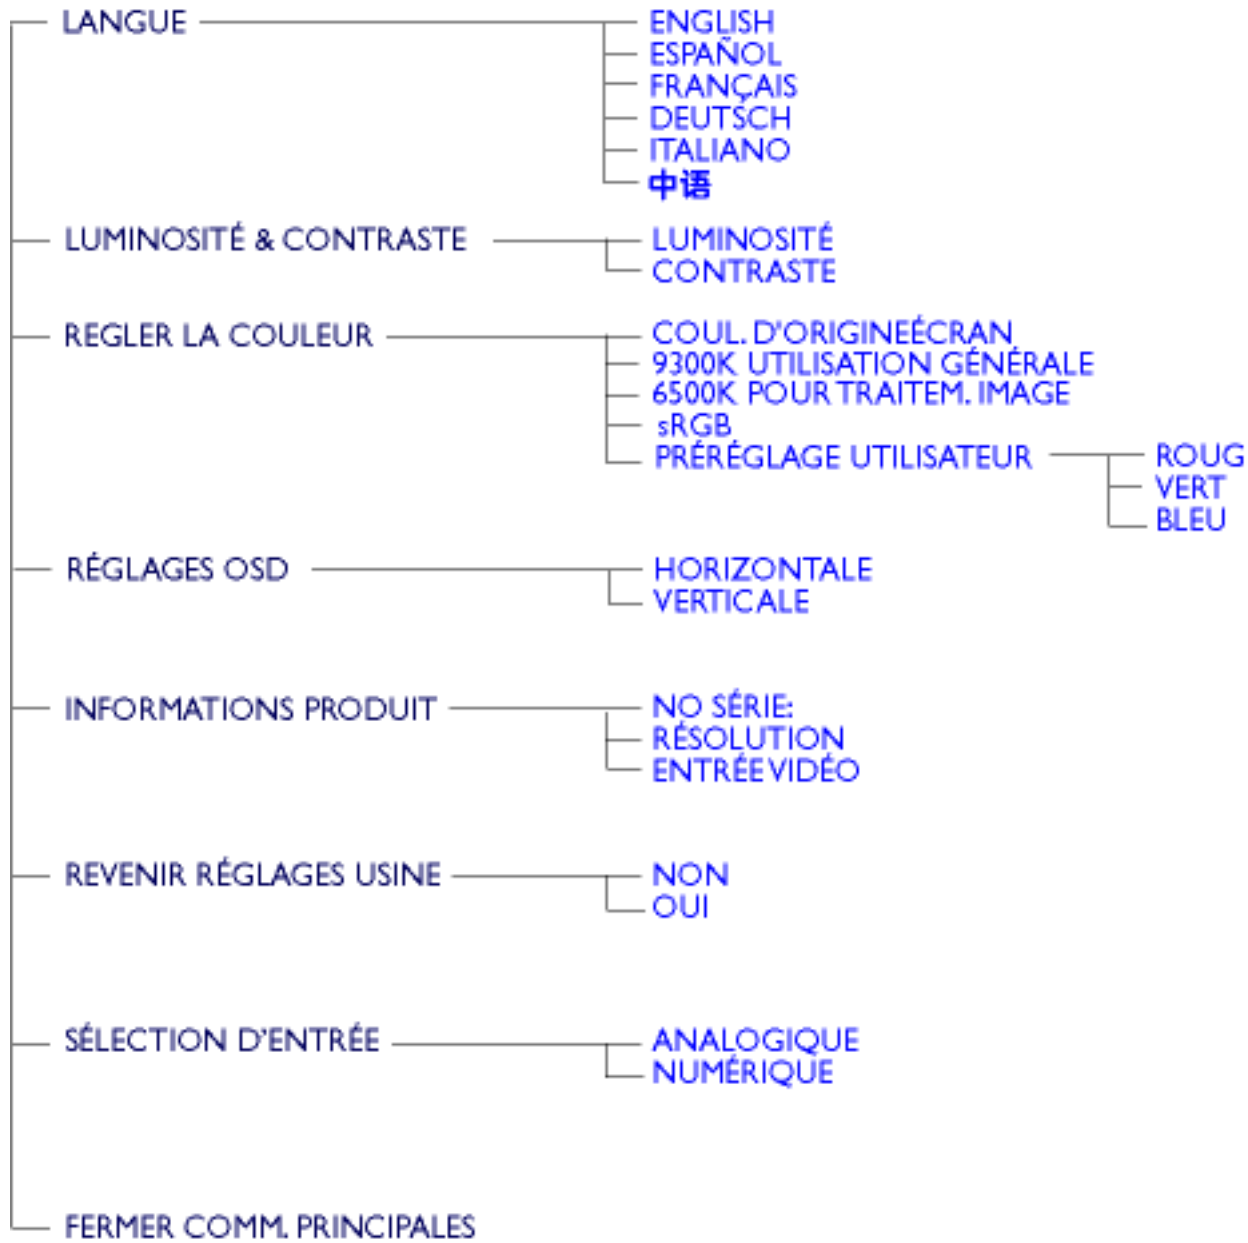 LANGUE
ENGLISH
ESPAÑOL
FRANÇAIS
DEUTSCH
ITALIANO
中语
LUMINOSITÉ & CONTRASTE
LUMINOSITÉ
CONTRASTE
REGLER LA COULEUR
COUL. D'ORIGINEÉCRAN
9300K UTILISATION GÉNÉRALE
6500K POUR TRAITEM. IMAGE
sRGB
PRÉRÉGLAGE UTILISATEUR
ROUG
VERT
BLEU
RÉGLAGES OSD
HORIZONTALE
VERTICALE
INFORMATIONS PRODUIT
NO SÉRIE:
RÉSOLUTION
ENTRÉE VIDÉO
REVENIR RÉGLAGES USINE
NON
OUI
SÉLECTION D'ENTRÉE
ANALOGIQUE
NUMÉRIQUE
FERMER COMM. PRINCIPALES